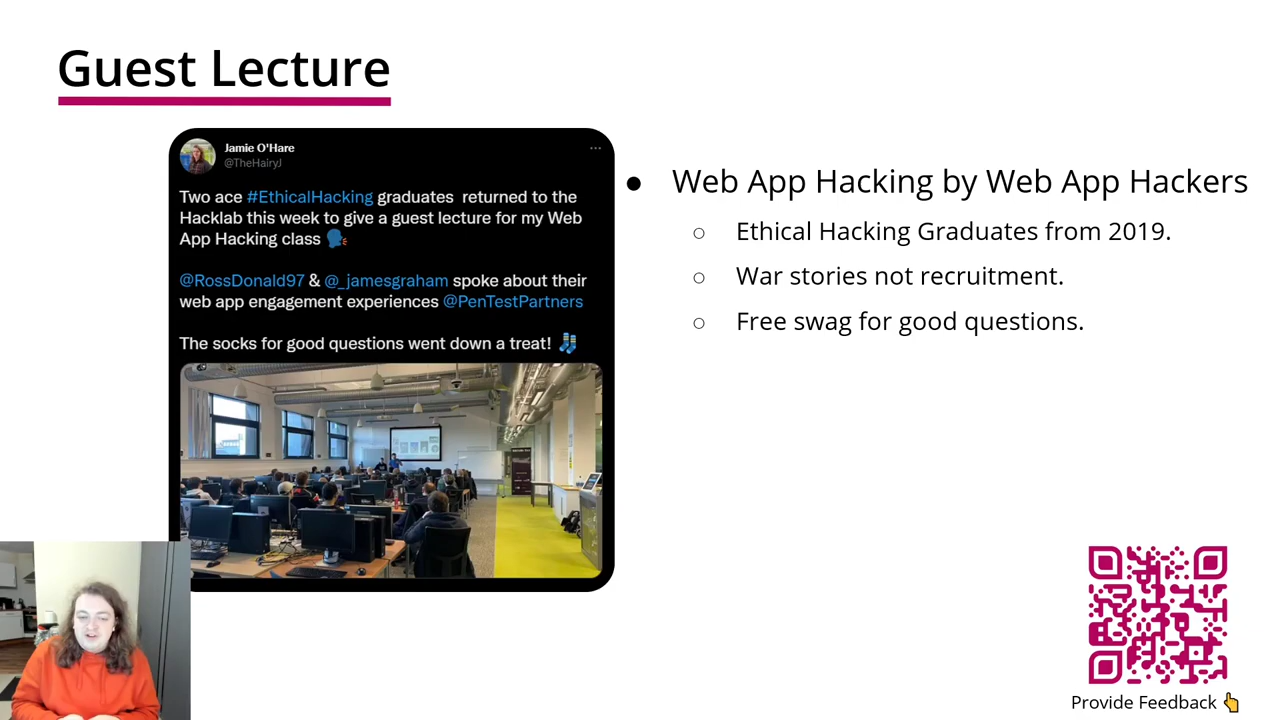 Guest Lecture
Jamie O'Hare
@TheHairyJ
Two ace #EthicalHacking graduates returned to the
Hacklab this week to give a guest lecture for my Web
App Hacking class 🗣
@RossDonald97 & @_jamesgraham spoke about their
web app engagement experiences @PenTestPartners
The socks for good questions went down a treat! 🧦
● Web App Hacking by Web App Hackers
○ Ethical Hacking Graduates from 2019.
○ War stories not recruitment.
○ Free swag for good questions.
Provide Feedback 👆